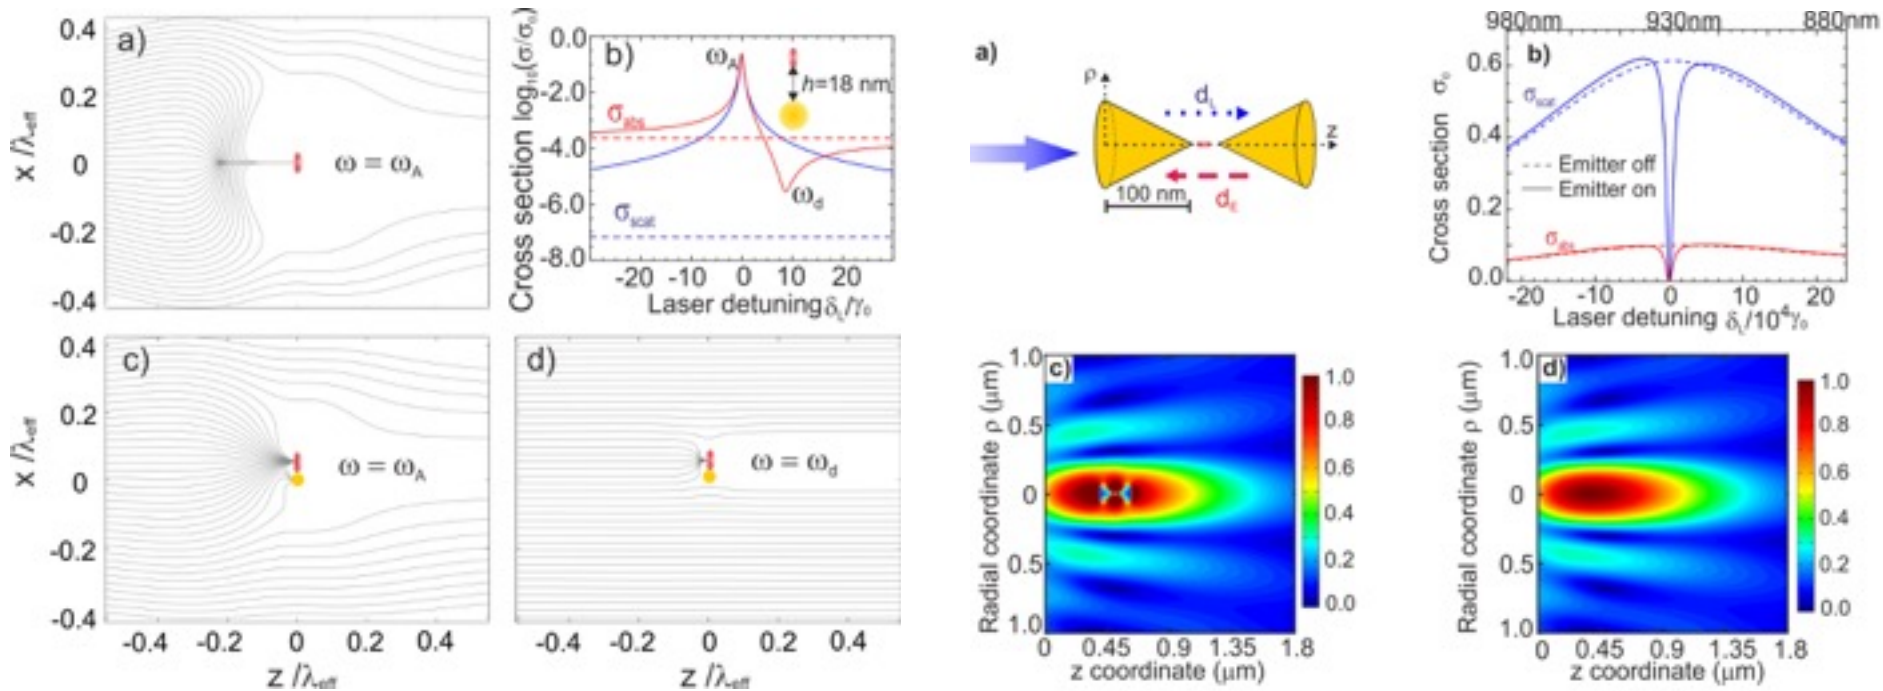 a)
0.4
0.2
0
-0.2
-0.4
x /λeff
ω = ωA
b)
0.0
-2.0
-4.0
-6.0
-8.0
Cross section log10(σ/σ0)
ωA
h=18 nm
σabs
ωd
σscat
-20 -10 0 10 20
Laser detuning δL/γ0
c)
0.4
0.2
0
-0.2
-0.4
x /λeff
ω = ωA
-0.4 -0.2 0 0.2 0.4
z /λeff
d)
ω = ωd
-0.4 -0.2 0 0.2 0.4
z /λeff
a)
ρ
dL
z
100 nm
dE
980nm 930nm 880nm
b)
0.6
0.4
0.2
0.0
Cross section σ0
σscat
Emitter off
Emitter on
σabs
-20 -10 0 10 20
Laser detuning δL/10⁴γ0
c)
1.0
0.5
0
0.5
1.0
Radial coordinate ρ (μm)
0 0.45 0.9 1.35 1.8
z coordinate (μm)
1.0
0.8
0.6
0.4
0.2
0.0
d)
1.0
0.5
0
0.5
1.0
Radial coordinate ρ (μm)
0 0.45 0.9 1.35 1.8
z coordinate (μm)
1.0
0.8
0.6
0.4
0.2
0.0